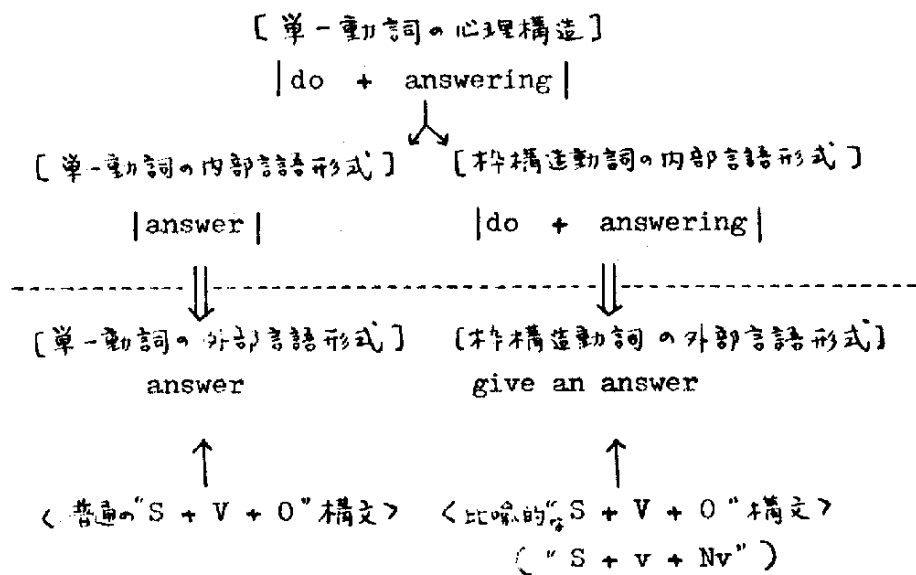 [単一動詞の心理構造]
|do + answering|
[単一動詞の内部言語形式] [枠構造動詞の内部言語形式]
|answer| |do + answering|
[単一動詞の外部言語形式] [枠構造動詞の外部言語形式]
answer give an answer
<普通の"S + V + O"構文> <比喩的な"S + V + O"構文>
("S + v + Nv")